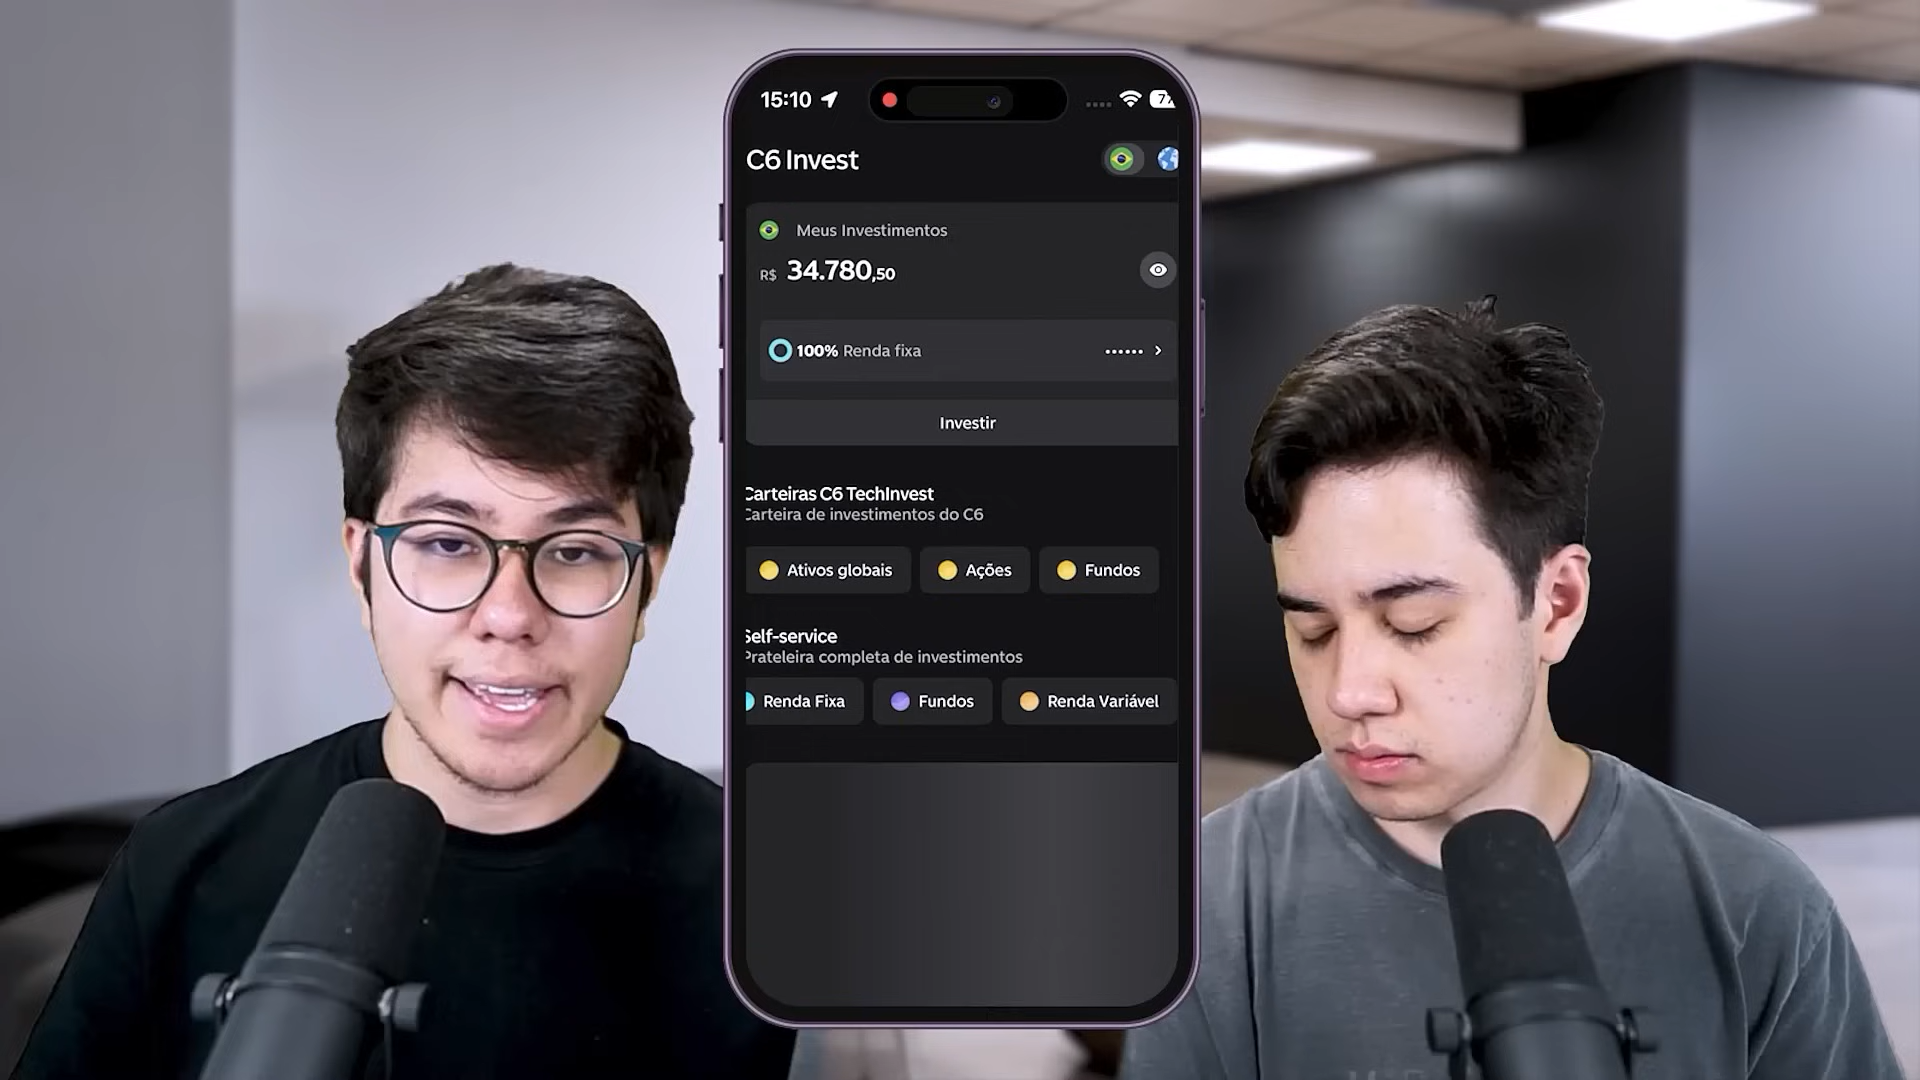 15:10
77
C6 Invest
Meus Investimentos
R$ 34.780,50
100% Renda fixa
Investir
Carteiras C6 TechInvest
Carteira de investimentos do C6
Ativos globais
Ações
Fundos
Self-service
Prateleira completa de investimentos
Renda Fixa
Fundos
Renda Variável